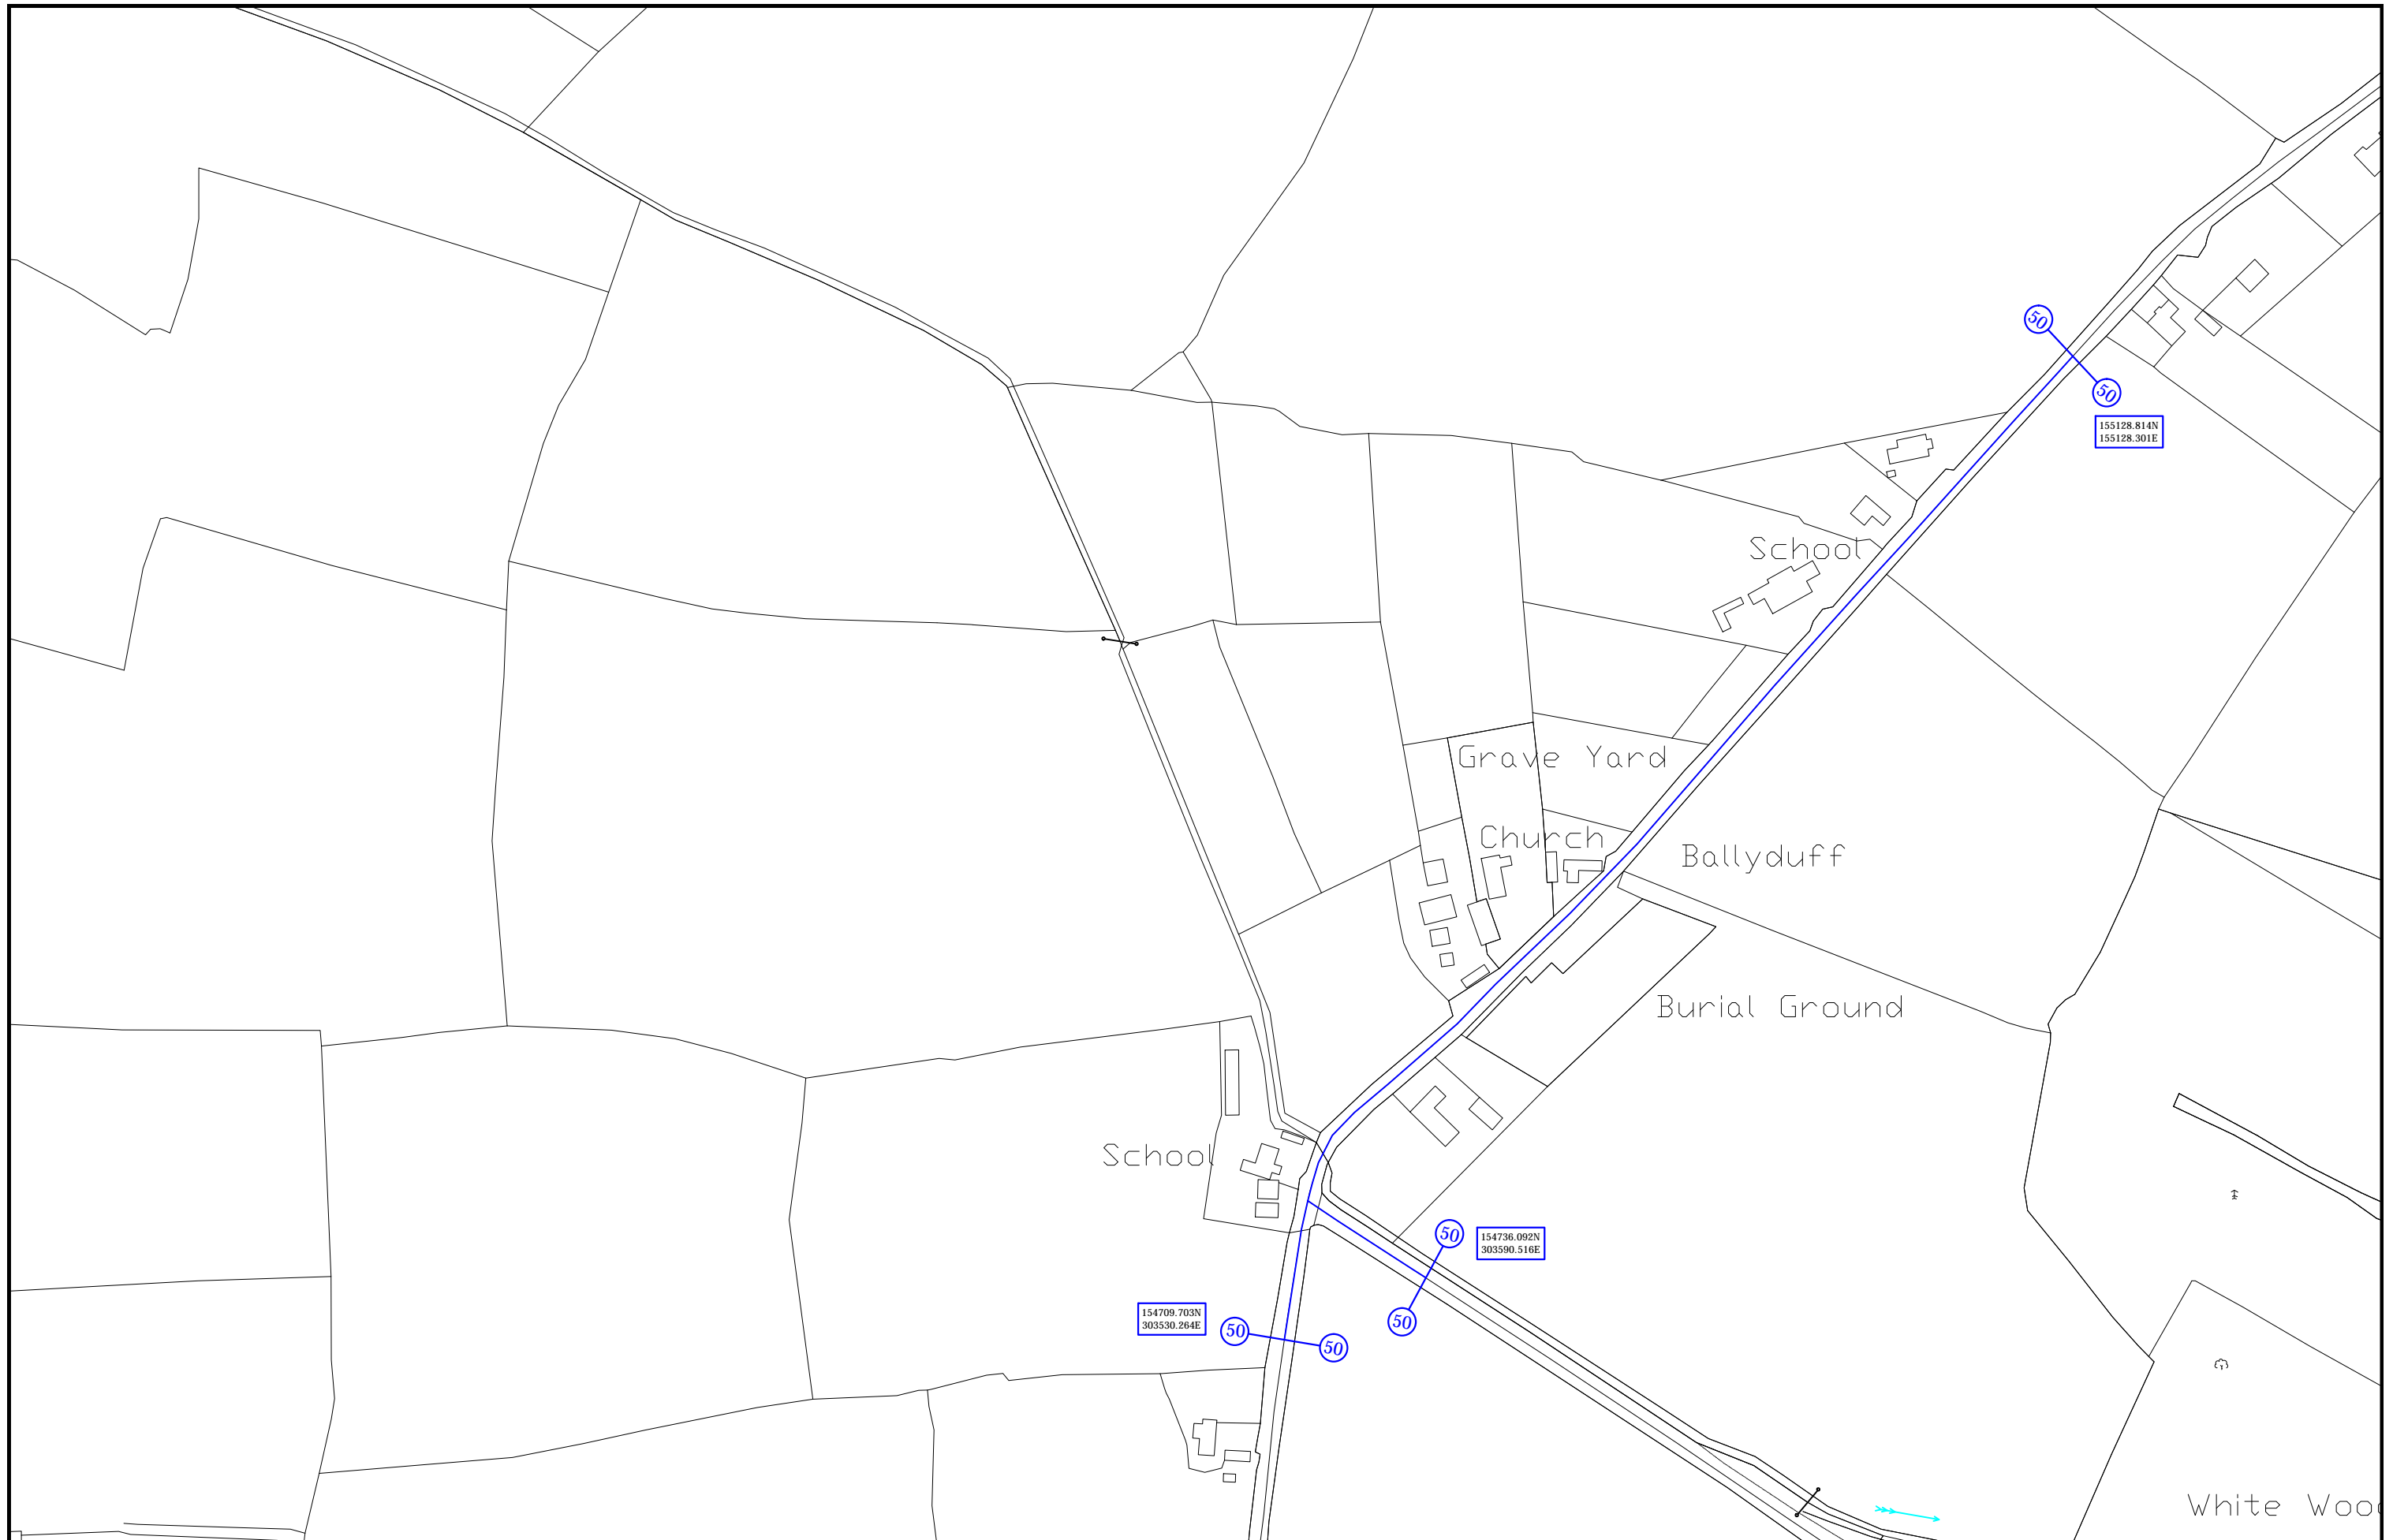 50
50
155128.814N
155128.301E
School
Grave Yard
Church
Ballyduff
Burial Ground
School
50
154736.092N
303590.516E
154709.703N
303530.264E
50
50
50
White Woo